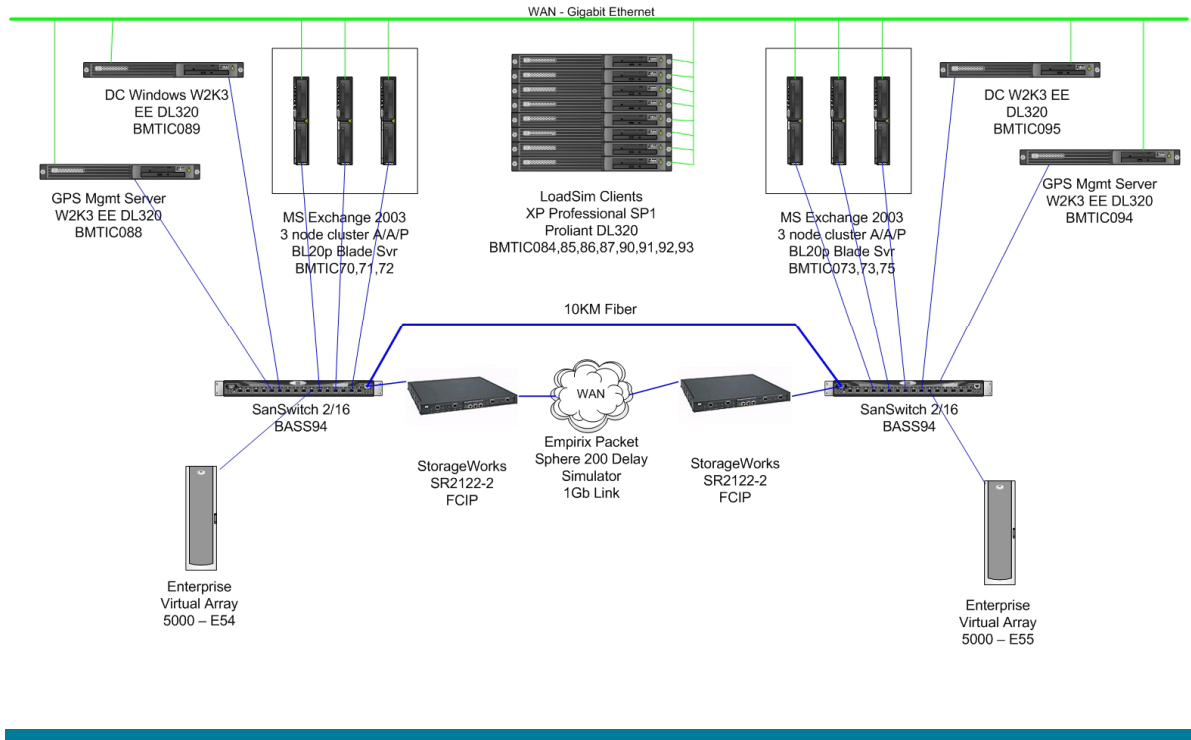 WAN - Gigabit Ethernet
DC Windows W2K3
EE DL320
BMTIC089
GPS Mgmt Server
W2K3 EE DL320
BMTIC088
MS Exchange 2003
3 node cluster A/A/P
BL20p Blade Svr
BMTIC70,71,72
LoadSim Clients
XP Professional SP1
Proliant DL320
BMTIC084,85,86,87,90,91,92,93
MS Exchange 2003
3 node cluster A/A/P
BL20p Blade Svr
BMTIC073,73,75
DC W2K3 EE
DL320
BMTIC095
GPS Mgmt Server
W2K3 EE DL320
BMTIC094
10KM Fiber
SanSwitch 2/16
BASS94
StorageWorks
SR2122-2
FCIP
WAN
Empirix Packet
Sphere 200 Delay
Simulator
1Gb Link
StorageWorks
SR2122-2
FCIP
SanSwitch 2/16
BASS94
Enterprise
Virtual Array
5000 – E54
Enterprise
Virtual Array
5000 – E55